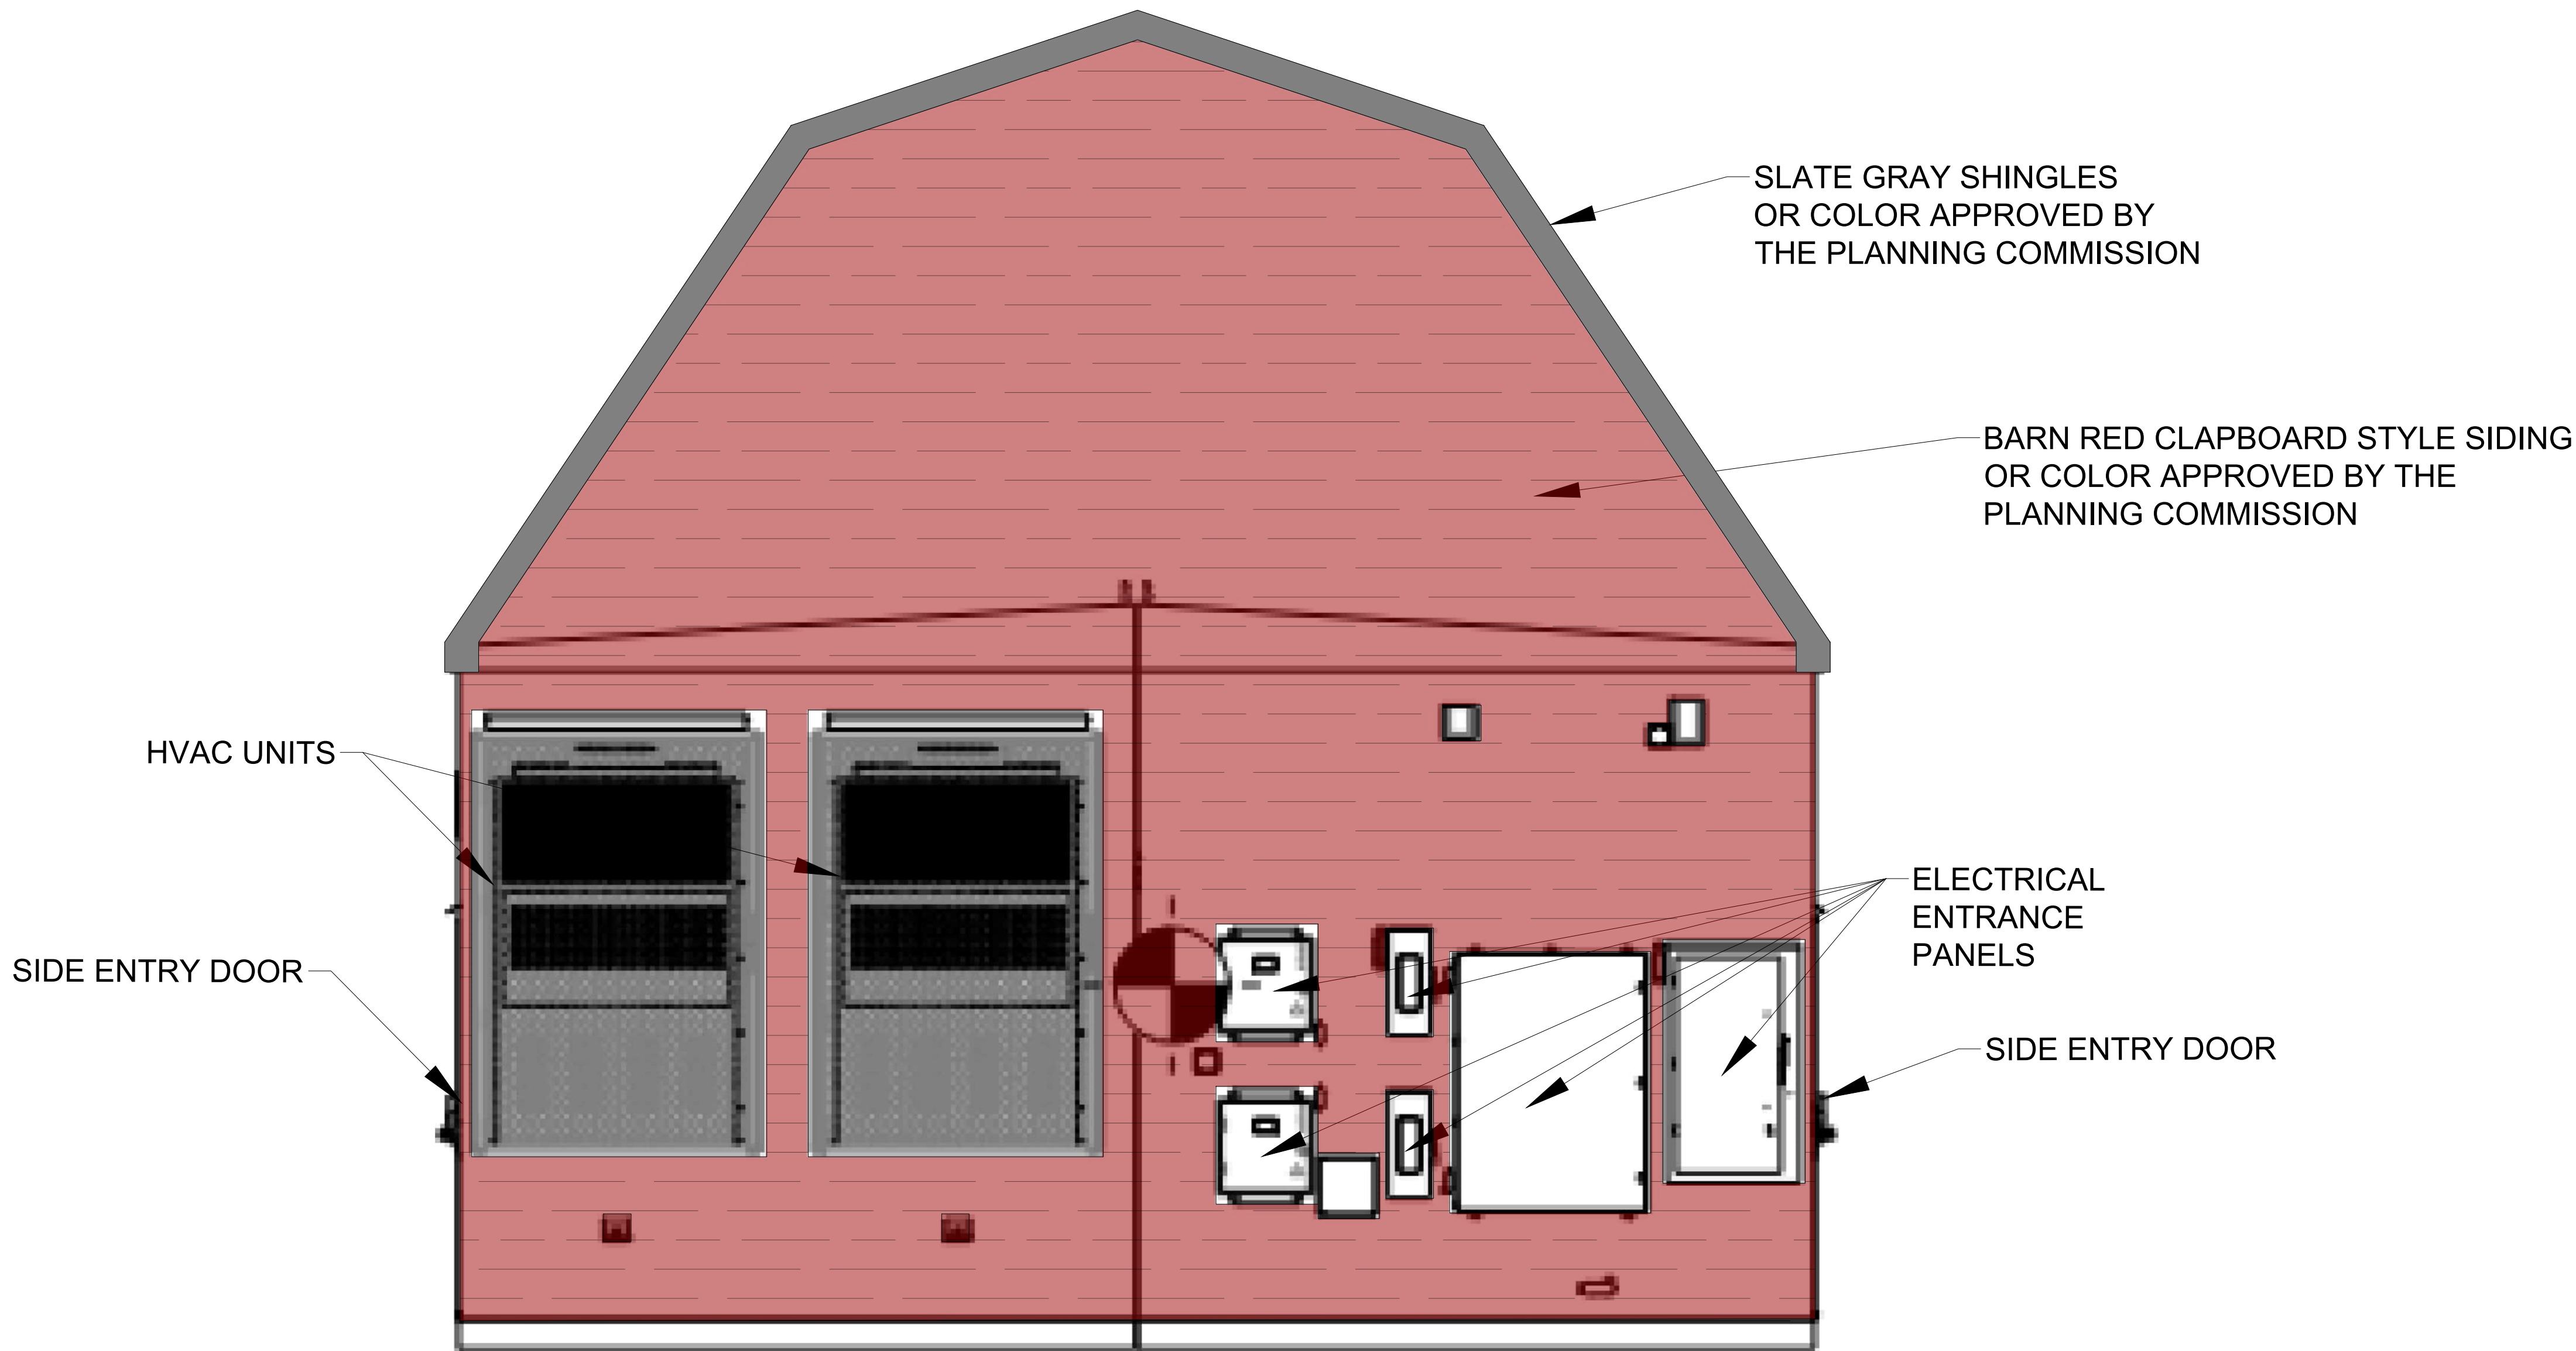 SLATE GRAY SHINGLES
OR COLOR APPROVED BY
THE PLANNING COMMISSION
BARN RED CLAPBOARD STYLE SIDING
OR COLOR APPROVED BY THE
PLANNING COMMISSION
HVAC UNITS
ELECTRICAL
ENTRANCE
PANELS
SIDE ENTRY DOOR
SIDE ENTRY DOOR